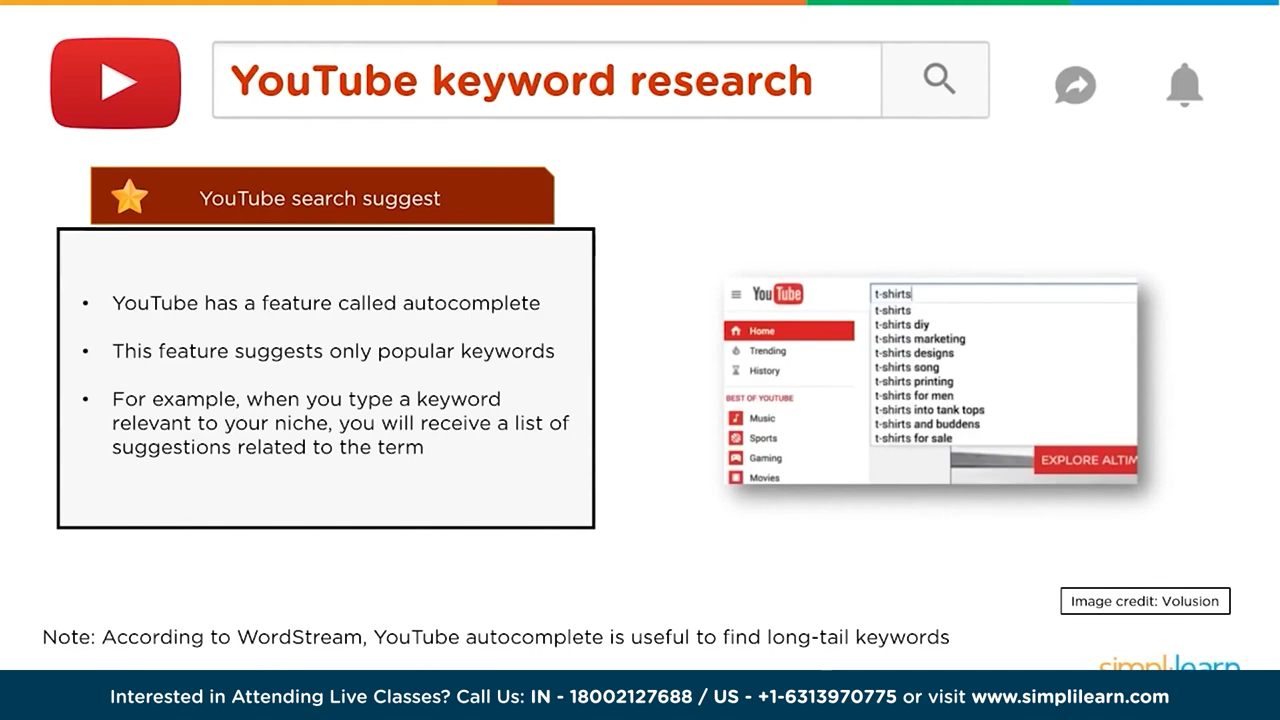 YouTube keyword research
YouTube search suggest
• YouTube has a feature called autocomplete
• This feature suggests only popular keywords
• For example, when you type a keyword
relevant to your niche, you will receive a list of
suggestions related to the term
YouTube
t-shirts
t-shirts
t-shirts diy
t-shirts marketing
t-shirts designs
t-shirts song
t-shirts printing
t-shirts for men
t-shirts into tank tops
t-shirts and buddens
t-shirts for sale
Home
Trending
History
BEST OF YOUTUBE
Music
Sports
Gaming
Movies
EXPLORE ALTIM
Image credit: Volusion
Note: According to WordStream, YouTube autocomplete is useful to find long-tail keywords
simplilearn
Interested in Attending Live Classes? Call Us: IN - 18002127688 / US - +1-6313970775 or visit www.simplilearn.com